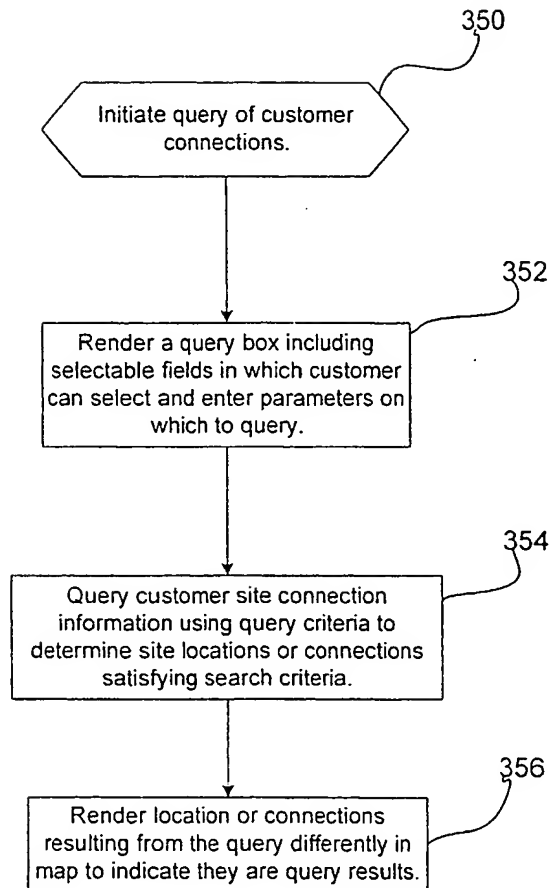 350
Initiate query of customer
connections.
352
Render a query box including
selectable fields in which customer
can select and enter parameters on
which to query.
354
Query customer site connection
information using query criteria to
determine site locations or connections
satisfying search criteria.
356
Render location or connections
resulting from the query differently in
map to indicate they are query results.